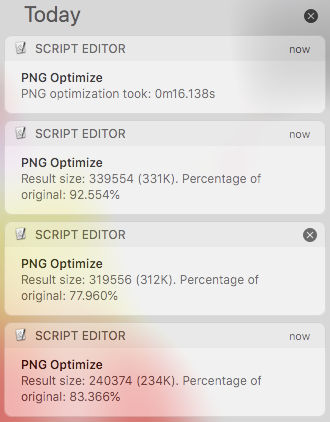 Today
SCRIPT EDITOR now
PNG Optimize
PNG optimization took: 0m16.138s
SCRIPT EDITOR now
PNG Optimize
Result size: 339554 (331K). Percentage of
original: 92.554%
SCRIPT EDITOR
PNG Optimize
Result size: 319556 (312K). Percentage of
original: 77.960%
SCRIPT EDITOR now
PNG Optimize
Result size: 240374 (234K). Percentage of
original: 83.366%